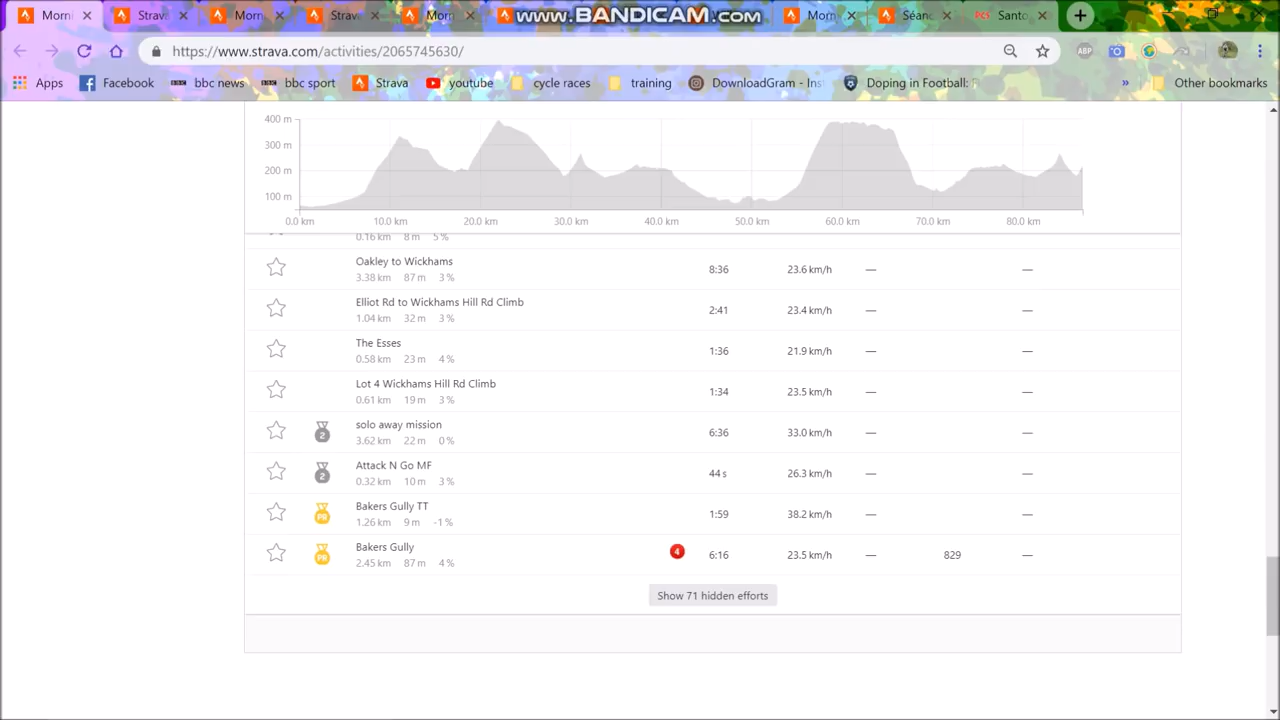 Morni
Strava
Morn
Strava
Morn
www.BANDICAM.com
Morn
Séanc
Santo
https://www.strava.com/activities/2065745630/
ABP
Apps
Facebook
bbc news
bbc sport
Strava
youtube
cycle races
training
DownloadGram - Ins
Doping in Football:
»
Other bookmarks
400 m
300 m
200 m
100 m
0.0 km 10.0 km 20.0 km 30.0 km 40.0 km 50.0 km 60.0 km 70.0 km 80.0 km
0.16 km 8 m 5 %
Oakley to Wickhams
3.38 km 87 m 3 %
8:36 23.6 km/h — —
Elliot Rd to Wickhams Hill Rd Climb
1.04 km 32 m 3 %
2:41 23.4 km/h — —
The Esses
0.58 km 23 m 4 %
1:36 21.9 km/h — —
Lot 4 Wickhams Hill Rd Climb
0.61 km 19 m 3 %
1:34 23.5 km/h — —
2
solo away mission
3.62 km 22 m 0 %
6:36 33.0 km/h — —
2
Attack N Go MF
0.32 km 10 m 3 %
44 s 26.3 km/h — —
PR
Bakers Gully TT
1.26 km 9 m -1 %
1:59 38.2 km/h — —
PR
Bakers Gully
2.45 km 87 m 4 %
4 6:16 23.5 km/h — 829 —
Show 71 hidden efforts